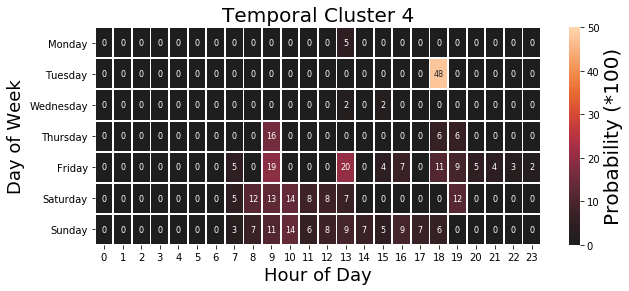 Temporal Cluster 4
Day of Week
Monday 0 0 0 0 0 0 0 0 0 0 0 0 0 5 0 0 0 0 0 0 0 0 0 0
Tuesday 0 0 0 0 0 0 0 0 0 0 0 0 0 0 0 0 0 0 48 0 0 0 0 0
Wednesday 0 0 0 0 0 0 0 0 0 0 0 0 0 2 0 2 0 0 0 0 0 0 0 0
Thursday 0 0 0 0 0 0 0 0 0 16 0 0 0 0 0 0 0 0 6 6 0 0 0 0
Friday 0 0 0 0 0 0 0 5 0 19 0 0 0 20 0 4 7 0 11 9 5 4 3 2
Saturday 0 0 0 0 0 0 0 5 12 13 14 8 8 7 0 0 0 0 0 12 0 0 0 0
Sunday 0 0 0 0 0 0 0 3 7 11 14 6 8 9 7 5 9 7 6 0 0 0 0 0
0 1 2 3 4 5 6 7 8 9 10 11 12 13 14 15 16 17 18 19 20 21 22 23
Hour of Day
50
40
30
20
10
0
Probability (*100)